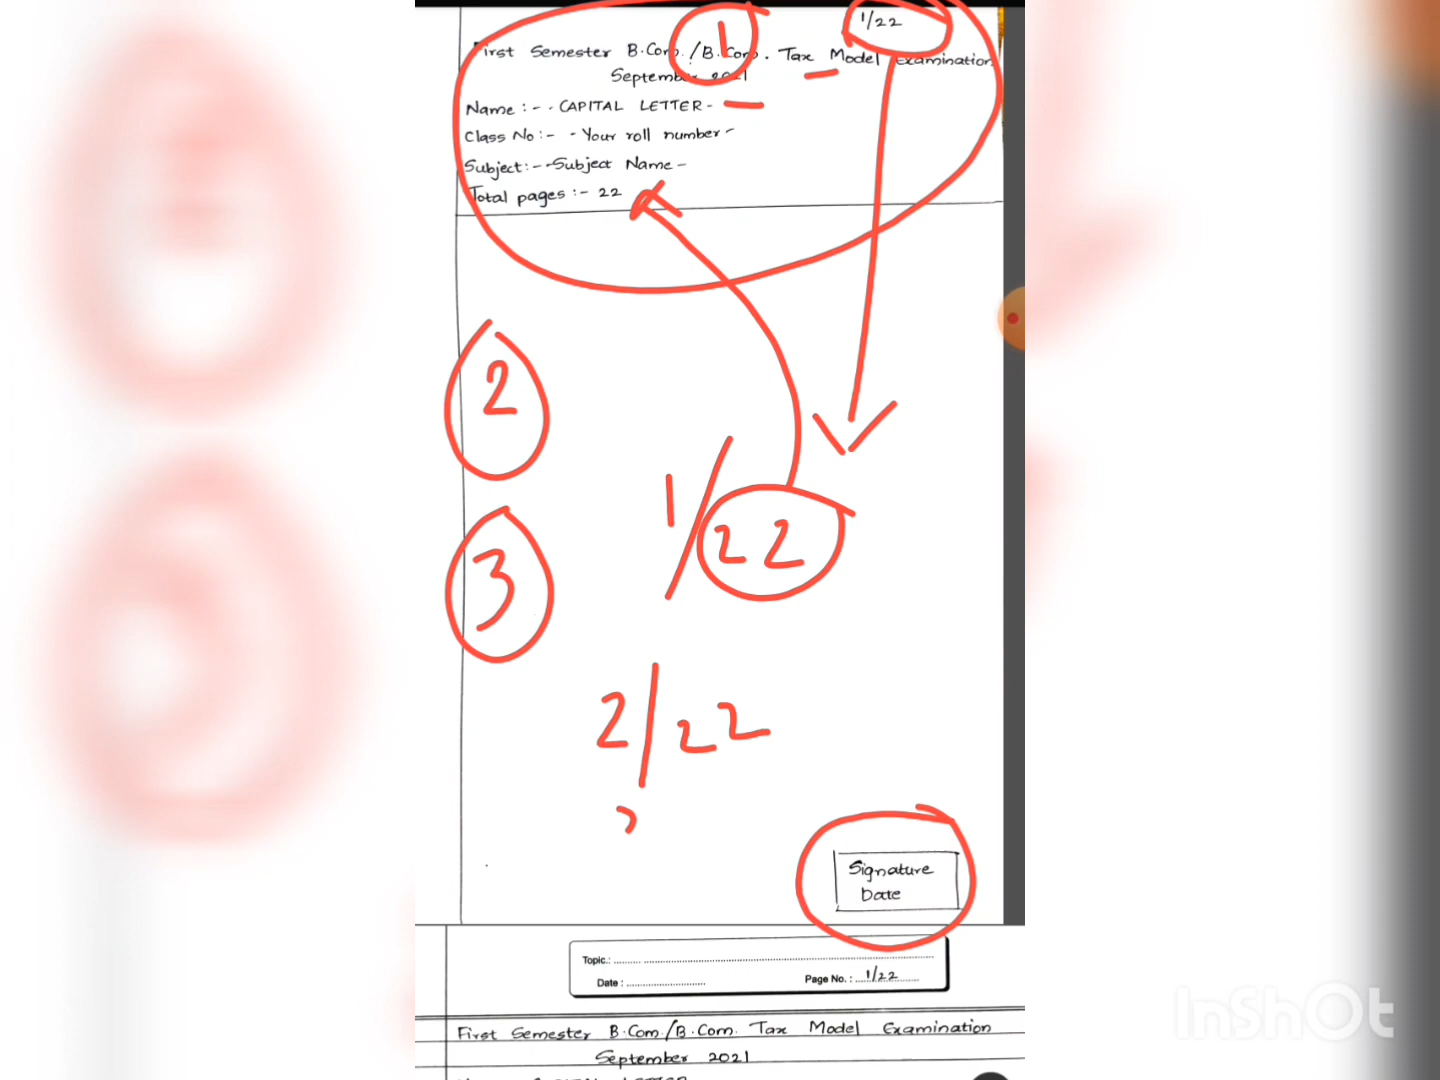 1/22
1
First Semester B.Com./B.Com. Tax Model Examination
September 2021
Name :- - CAPITAL LETTER -
Class No :- - Your roll number -
Subject :- - Subject Name -
Total pages :- 22
2
1/22
3
2/22
Signature
Date
Topic.: ..........
Date : ..........
Page No. : 1/22
First Semester B.Com./B.Com. Tax Model Examination
September 2021
InShOt